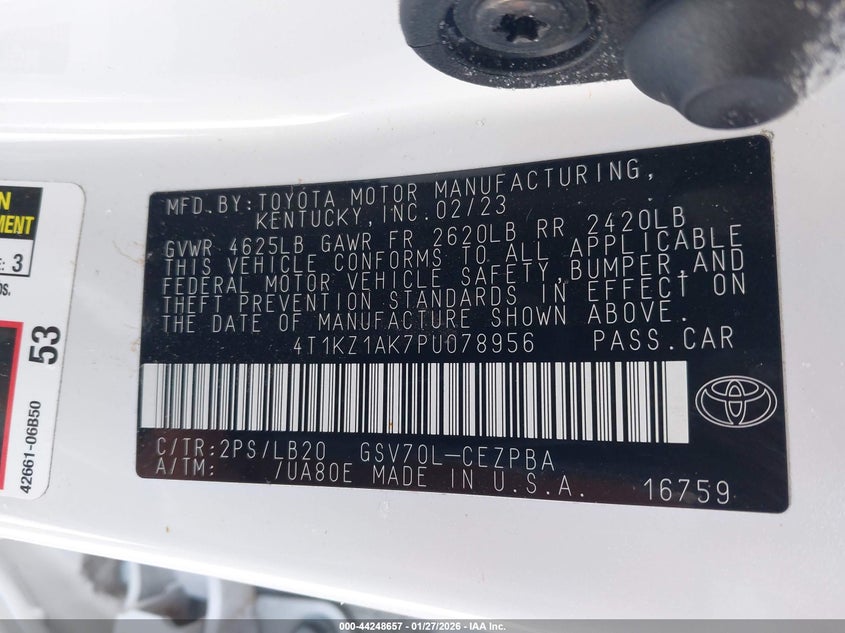 N
MENT
E: 3
OS.
53
42661-06B50
MFD.BY:TOYOTA MOTOR MANUFACTURING,
KENTUCKY,INC.02/23
GVWR 4625LB GAWR FR 2620LB RR 2420LB
THIS VEHICLE CONFORMS TO ALL APPLICABLE
FEDERAL MOTOR VEHICLE SAFETY,BUMPER,AND
THEFT PREVENTION STANDARDS IN EFFECT ON
THE DATE OF MANUFACTURE SHOWN ABOVE.
4T1KZ1AK7PU078956 PASS.CAR
C/TR:2PS/LB20 GSV70L-CEZPBA
A/TM: /UA80E MADE IN U.S.A. 16759
000-44248657 - 01/27/2026 - IAA Inc.